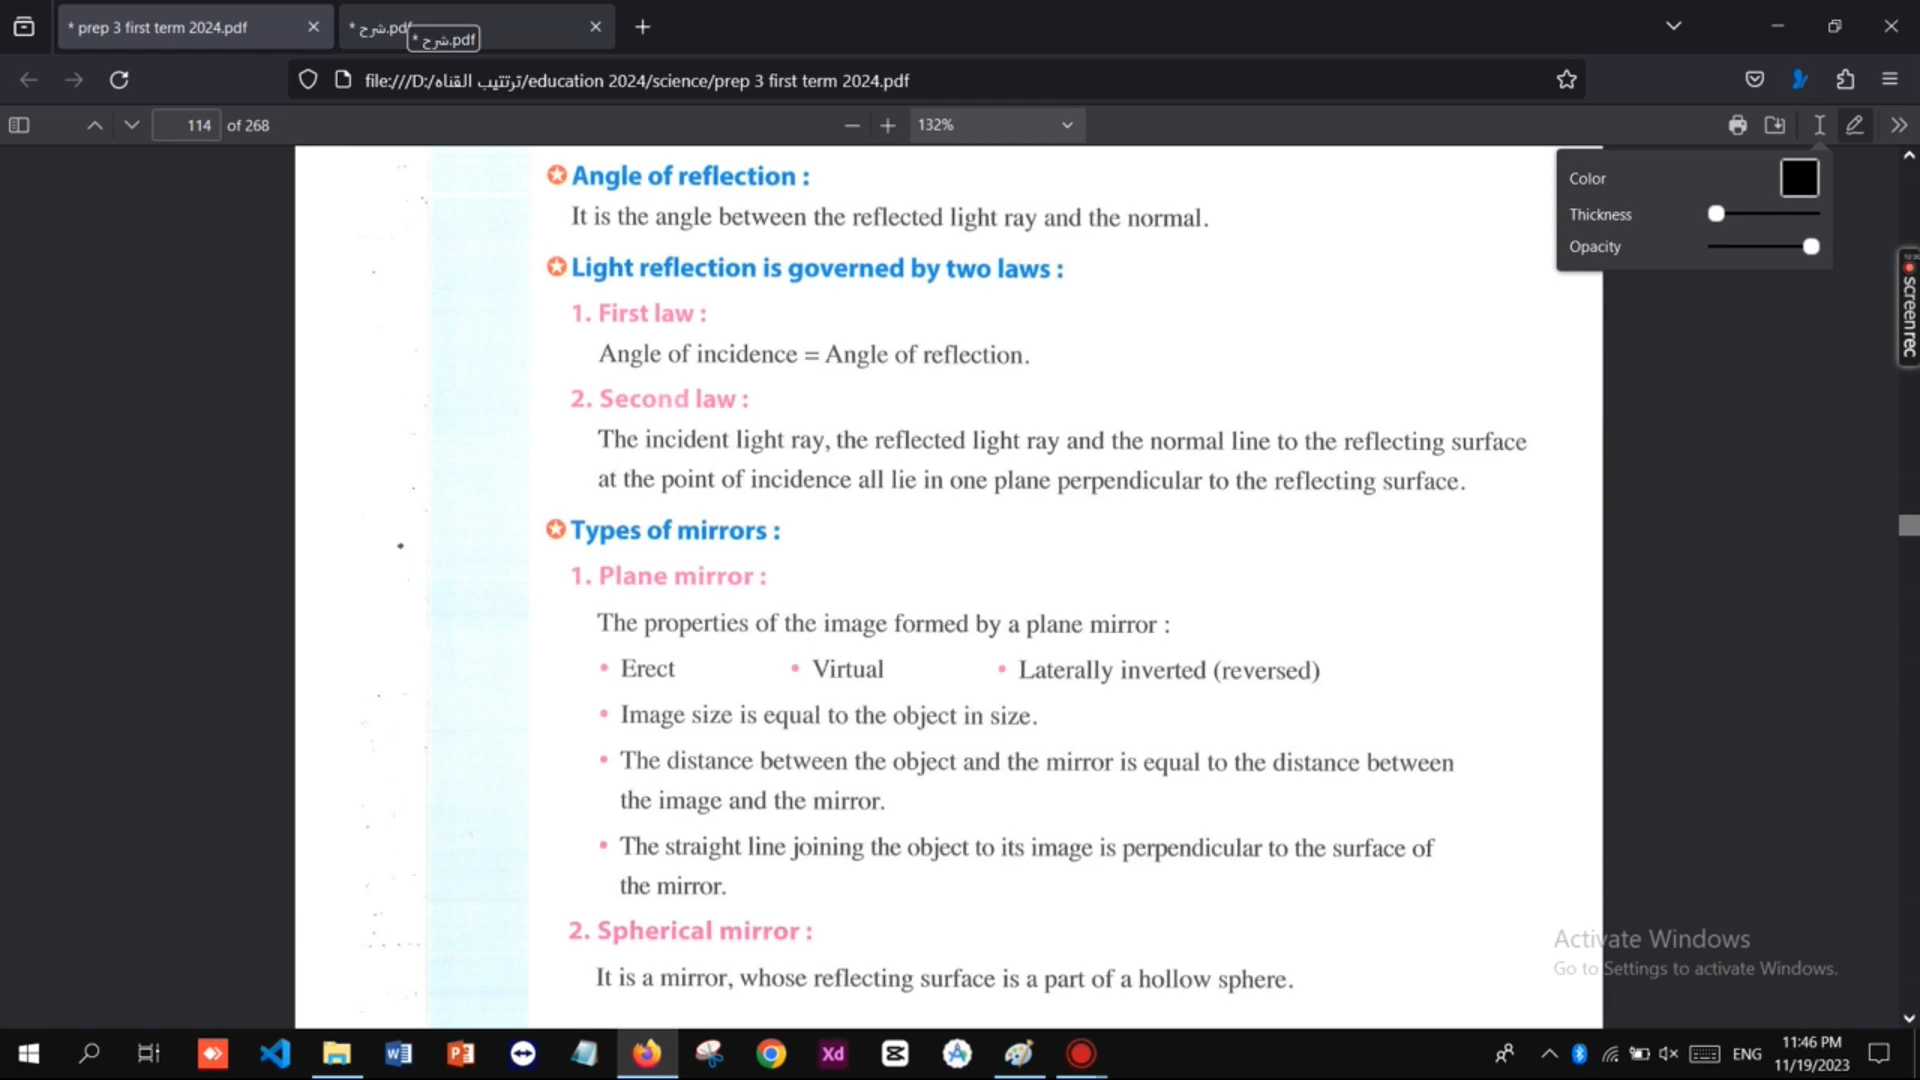 * prep 3 first term 2024.pdf
* شرح.pdf
* شرح.pdf
file:///D:/ترتتيب القناه/education 2024/science/prep 3 first term 2024.pdf
114 of 268
132%
Color
Thickness
Opacity
screenrec
Angle of reflection :
It is the angle between the reflected light ray and the normal.
Light reflection is governed by two laws :
1. First law :
Angle of incidence = Angle of reflection.
2. Second law :
The incident light ray, the reflected light ray and the normal line to the reflecting surface
at the point of incidence all lie in one plane perpendicular to the reflecting surface.
Types of mirrors :
1. Plane mirror :
The properties of the image formed by a plane mirror :
• Erect • Virtual • Laterally inverted (reversed)
• Image size is equal to the object in size.
• The distance between the object and the mirror is equal to the distance between
the image and the mirror.
• The straight line joining the object to its image is perpendicular to the surface of
the mirror.
2. Spherical mirror :
It is a mirror, whose reflecting surface is a part of a hollow sphere.
Activate Windows
Go to Settings to activate Windows.
Xd
ENG
11:46 PM
11/19/2023